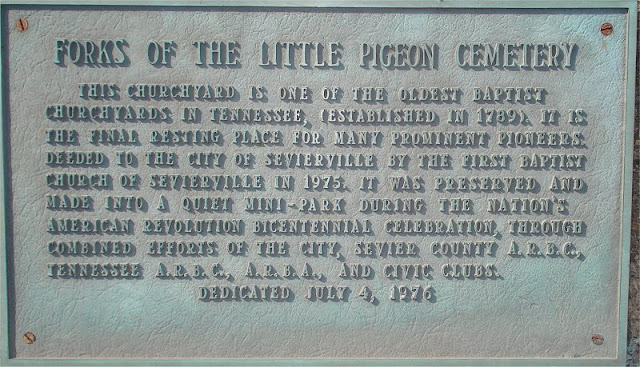 FORKS OF THE LITTLE PIGEON CEMETERY
THIS CHURCHYARD IS ONE OF THE OLDEST BAPTIST
CHURCHYARDS IN TENNESSEE, (ESTABLISHED IN 1789). IT IS
THE FINAL RESTING PLACE FOR MANY PROMINENT PIONEERS.
DEEDED TO THE CITY OF SEVIERVILLE BY THE FIRST BAPTIST
CHURCH OF SEVIERVILLE IN 1975. IT WAS PRESERVED AND
MADE INTO A QUIET MINI-PARK DURING THE NATION'S
AMERICAN REVOLUTION BICENTENNIAL CELEBRATION, THROUGH
COMBINED EFFORTS OF THE CITY, SEVIER COUNTY A.R.B.C.,
TENNESSEE A.R.B.C., A.R.B.A., AND CIVIC CLUBS.
DEDICATED JULY 4, 1976